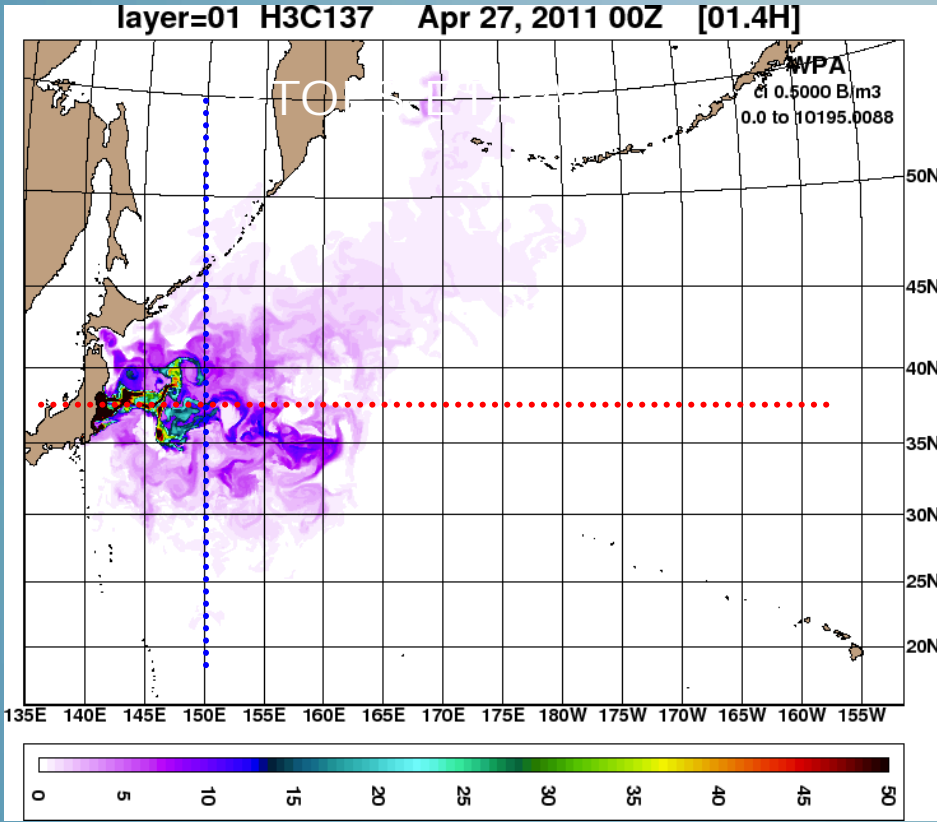 layer=01 H3C137 Apr 27, 2011 00Z [01.4H]
WPA
ci 0.5000 B/m3
0.0 to 10195.0088
50N
45N
40N
35N
30N
25N
20N
135E 140E 145E 150E 155E 160E 165E 170E 175E 180W 175W 170W 165W 160W 155W
0 5 10 15 20 25 30 35 40 45 50